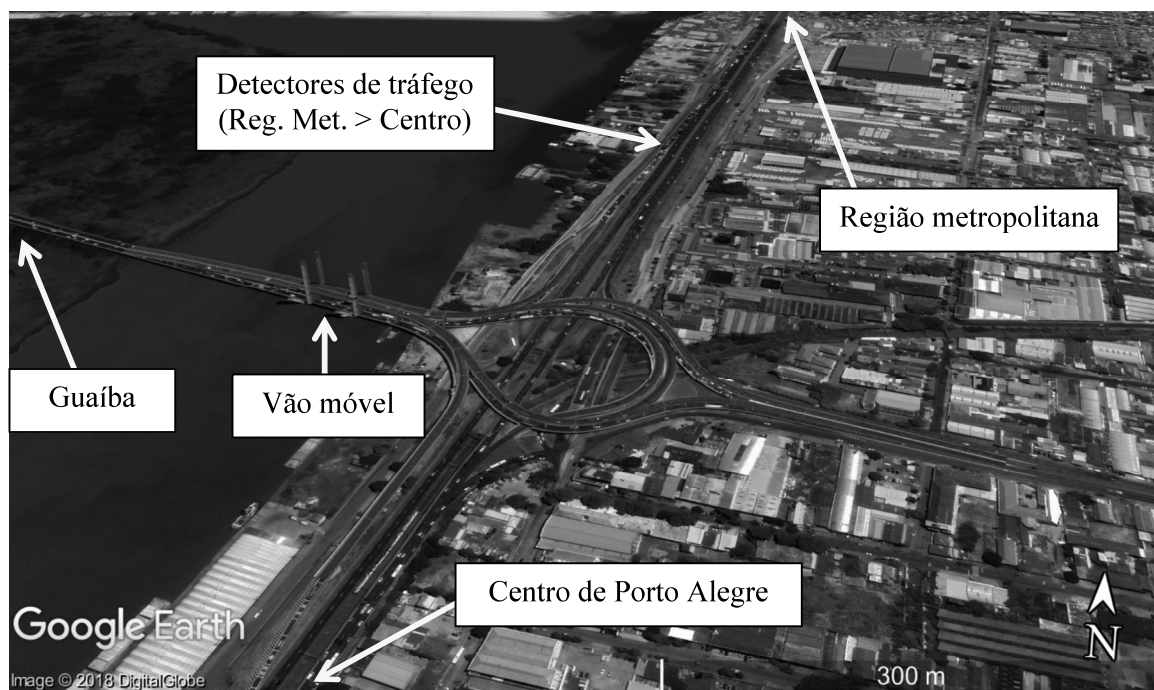 Detectores de tráfego
(Reg. Met. > Centro)
Região metropolitana
Guaíba
Vão móvel
Centro de Porto Alegre
Google Earth
N
Image © 2018 DigitalGlobe
300 m